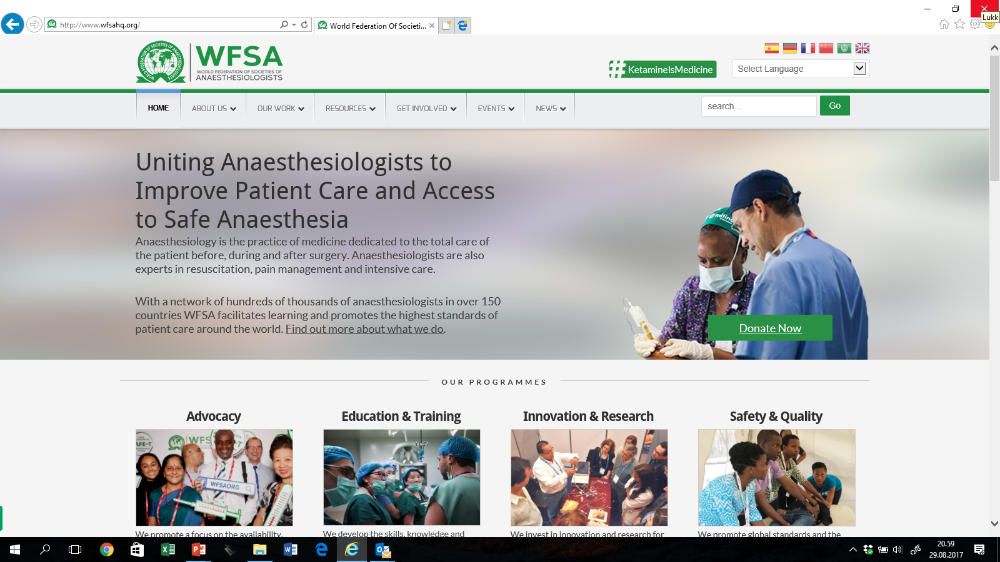 Lukk
http://www.wfsahq.org/
World Federation Of Societi...
WORLD FEDERATION OF SOCIETIES OF ANAESTHESIOLOGISTS
WFSA
WORLD FEDERATION OF SOCIETIES OF
ANAESTHESIOLOGISTS
#KetamineIsMedicine
Select Language
HOME
ABOUT US
OUR WORK
RESOURCES
GET INVOLVED
EVENTS
NEWS
search...
Go
Uniting Anaesthesiologists to
Improve Patient Care and Access
to Safe Anaesthesia
Anaesthesiology is the practice of medicine dedicated to the total care of
the patient before, during and after surgery. Anaesthesiologists are also
experts in resuscitation, pain management and intensive care.
With a network of hundreds of thousands of anaesthesiologists in over 150
countries WFSA facilitates learning and promotes the highest standards of
patient care around the world. Find out more about what we do.
Donate Now
OUR PROGRAMMES
Advocacy
Education & Training
Innovation & Research
Safety & Quality
WFSAORG
We promote a focus on the availability,
We develop the skills, knowledge and
We invest in innovation and research for
We promote global standards and the
20.59
29.08.2017